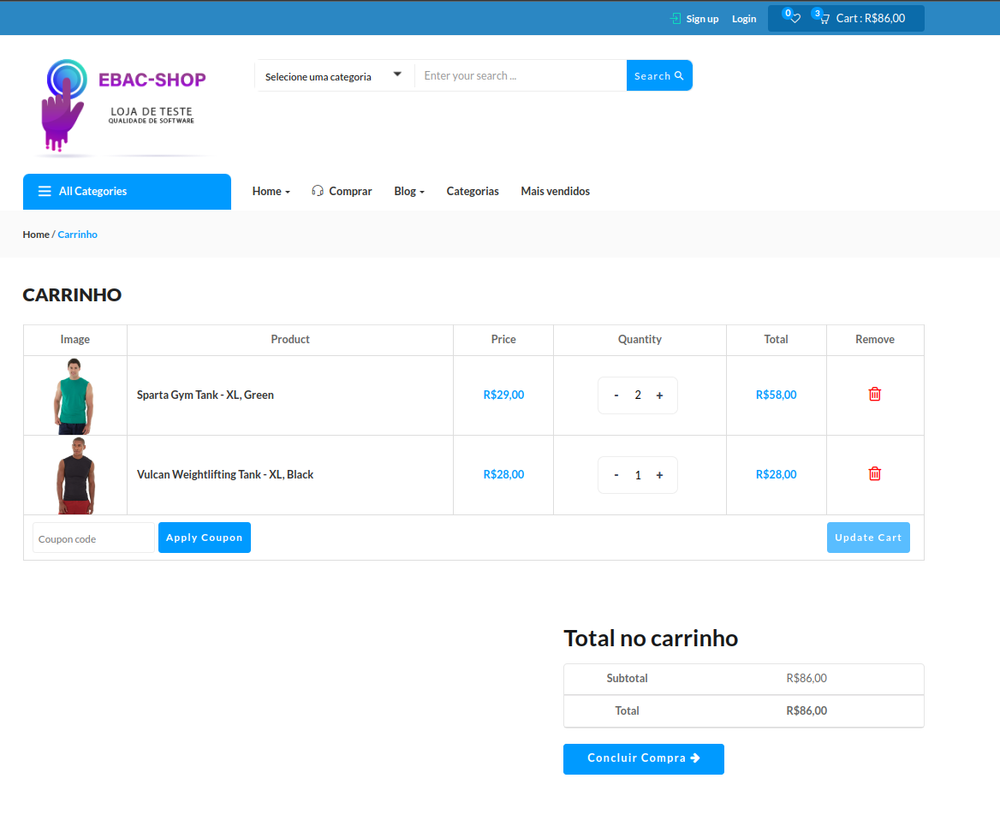 Sign up Login 0 3 Cart : R$86,00
EBAC-SHOP
LOJA DE TESTE
QUALIDADE DE SOFTWARE
Selecione uma categoria Enter your search ... Search
All Categories Home Comprar Blog Categorias Mais vendidos
Home / Carrinho
CARRINHO
Image Product Price Quantity Total Remove
Sparta Gym Tank - XL, Green R$29,00 - 2 + R$58,00
Vulcan Weightlifting Tank - XL, Black R$28,00 - 1 + R$28,00
Coupon code Apply Coupon Update Cart
Total no carrinho
Subtotal R$86,00
Total R$86,00
Concluir Compra